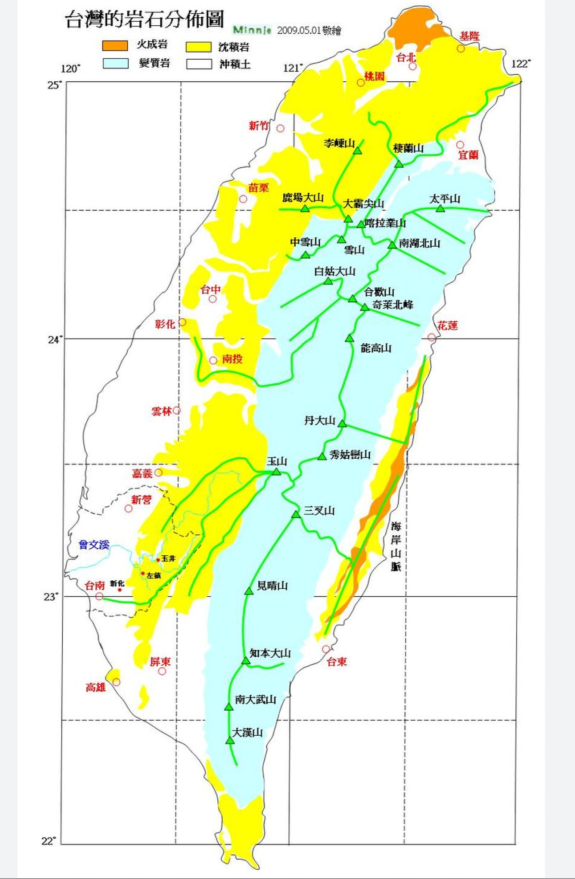 台灣的岩石分佈圖
Minnie 2009.05.01敬繪
火成岩 沈積岩
變質岩 沖積土
120° 121° 122°
基隆
台北
25°
桃園
新竹
李崠山 棲蘭山
宜蘭
苗栗
鹿場大山 大霸尖山 太平山
喀拉業山
中雪山 雪山 南湖北山
白姑大山
台中 合歡山
奇萊北峰
彰化 花蓮
24°
能高山
南投
雲林
丹大山
秀姑巒山
玉山
嘉義
新營
三叉山
海岸山脈
曾文溪
玉井
左鎮
新化
台南
見晴山
23°
知本大山
屏東 台東
高雄
南大武山
大漢山
22°